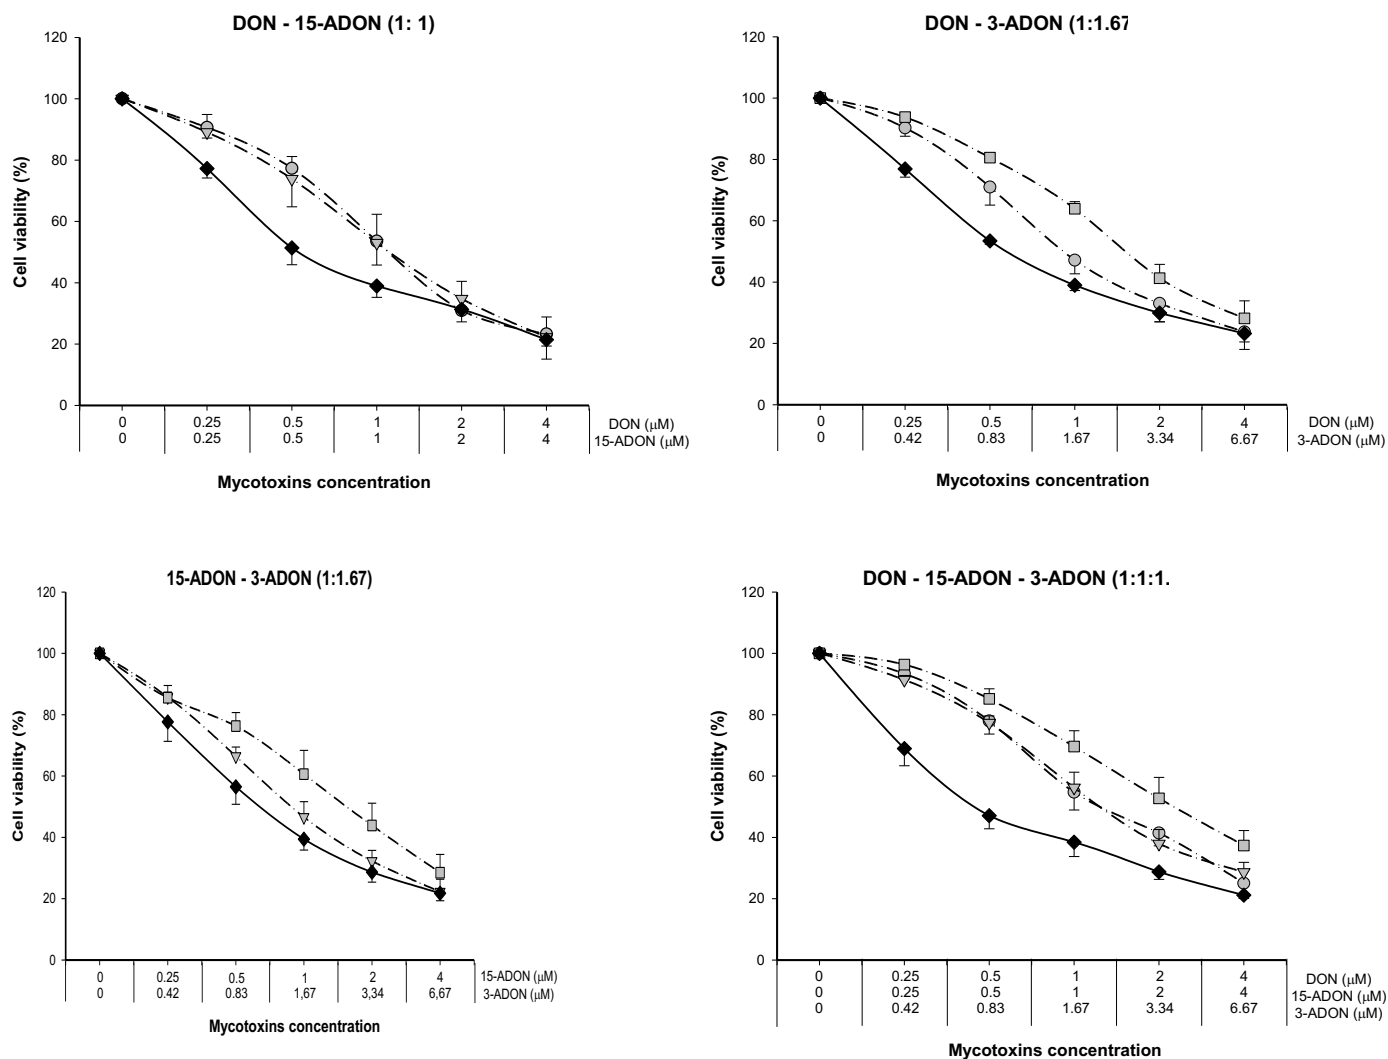 DON - 15-ADON (1: 1)
120
100
80
60
40
20
0
Cell viability (%)
0 0.25 0.5 1 2 4 DON (μM)
0 0.25 0.5 1 2 4 15-ADON (μM)
Mycotoxins concentration
DON - 3-ADON (1:1.67
120
100
80
60
40
20
0
Cell viability (%)
0 0.25 0.5 1 2 4 DON (μM)
0 0.42 0.83 1.67 3.34 6.67 3-ADON (μM)
Mycotoxins concentration
15-ADON - 3-ADON (1:1.67)
120
100
80
60
40
20
0
Cell viability (%)
0 0.25 0.5 1 2 4 15-ADON (μM)
0 0.42 0.83 1,67 3,34 6,67 3-ADON (μM)
Mycotoxins concentration
DON - 15-ADON - 3-ADON (1:1:1.
120
100
80
60
40
20
0
Cell viability (%)
0 0.25 0.5 1 2 4 DON (μM)
0 0.25 0.5 1 2 4 15-ADON (μM)
0 0.42 0.83 1.67 3.34 6.67 3-ADON (μM)
Mycotoxins concentration